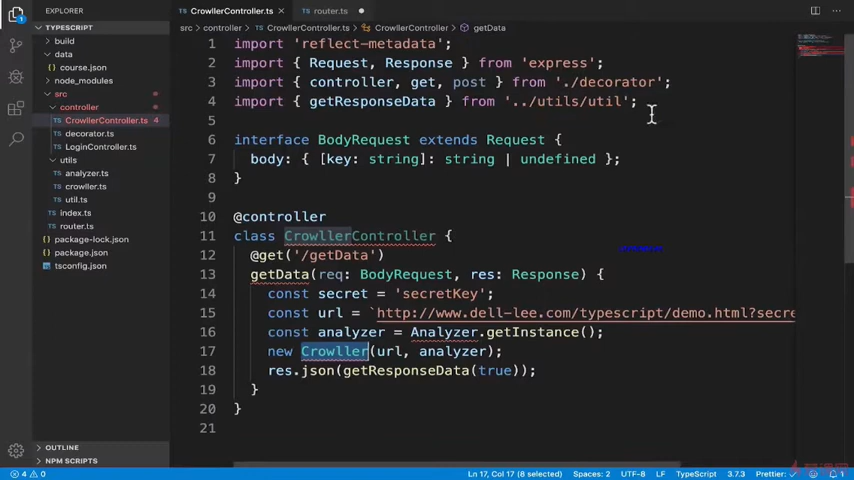 EXPLORER
TYPESCRIPT
build
data
course.json
node_modules
src
controller
CrowllerController.ts 4
decorator.ts
LoginController.ts
utils
analyzer.ts
crowller.ts
util.ts
index.ts
router.ts
package-lock.json
package.json
tsconfig.json
OUTLINE
NPM SCRIPTS
CrowllerController.ts
router.ts
src > controller > CrowllerController.ts > CrowllerController > getData
1 import 'reflect-metadata';
2 import { Request, Response } from 'express';
3 import { controller, get, post } from './decorator';
4 import { getResponseData } from '../utils/util';
5
6 interface BodyRequest extends Request {
7 body: { [key: string]: string | undefined };
8 }
9
10 @controller
11 class CrowllerController {
12 @get('/getData')
13 getData(req: BodyRequest, res: Response) {
14 const secret = 'secretKey';
15 const url = `http://www.dell-lee.com/typescript/demo.html?secre
16 const analyzer = Analyzer.getInstance();
17 new Crowller(url, analyzer);
18 res.json(getResponseData(true));
19 }
20 }
21
4 0
Ln 17, Col 17 (8 selected) Spaces: 2 UTF-8 LF TypeScript 3.7.3 Prettier: ✓ 1